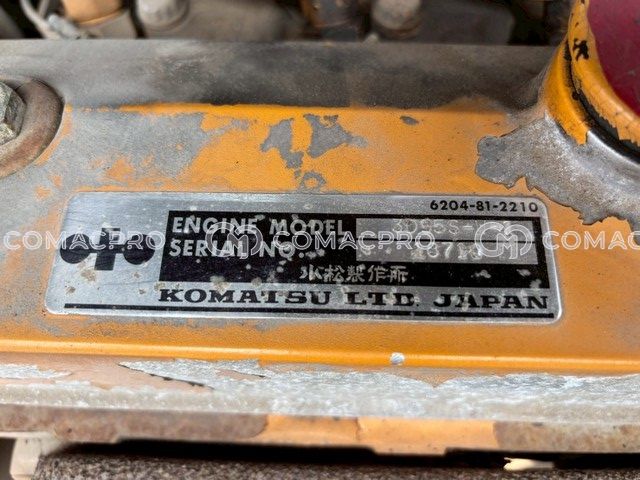 6204-81-2210
ENGINE MODEL
SERIAL NO.
小松製作所
KOMATSU LTD. JAPAN
COMACPRO COMACPRO COMACPRO